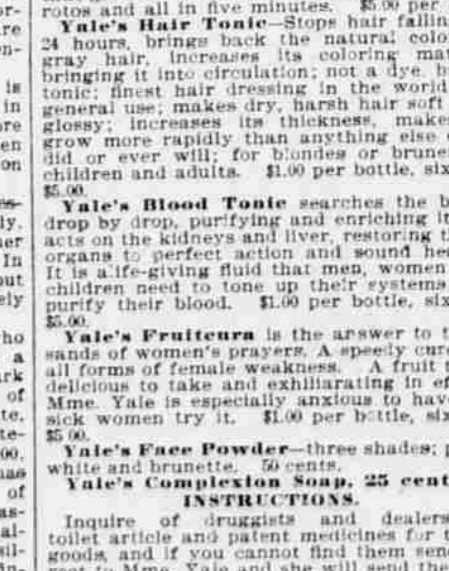 rotos and all in five minutes. $5.00 per
Yale's Hair Tonic—Stops hair fallin
24 hours, brings back the natural colo
gray hair, increases its coloring mat
bringing it into circulation; not a dye, b
tonic; finest hair dressing in the world
general use; makes dry, harsh hair soft
glossy; increases its thickness, make
grow more rapidly than anything else
did or ever will; for blondes or brune
children and adults. $1.00 per bottle, six
$5.00.
Yale's Blood Tonic searches the b
drop by drop, purifying and enriching it
acts on the kidneys and liver, restoring t
organs to perfect action and sound hea
It is a life-giving fluid that men, women
children need to tone up their systems
purify their blood. $1.00 per bottle, six
$5.00.
Yale's Fruitcura is the answer to t
sands of women's prayers. A speedy cure
all forms of female weakness. A fruit
delicious to take and exhilarating in ef
Mme. Yale is especially anxious to hav
sick women try it. $1.00 per bottle, six
$5.00.
Yale's Face Powder—three shades; p
white and brunette. 50 cents.
Yale's Complexion Soap, 25 cent
INSTRUCTIONS.
Inquire of druggists and dealers
toilet article and patent medicines for t
goods, and if you cannot find them sen
Mme. Yale and she will send the